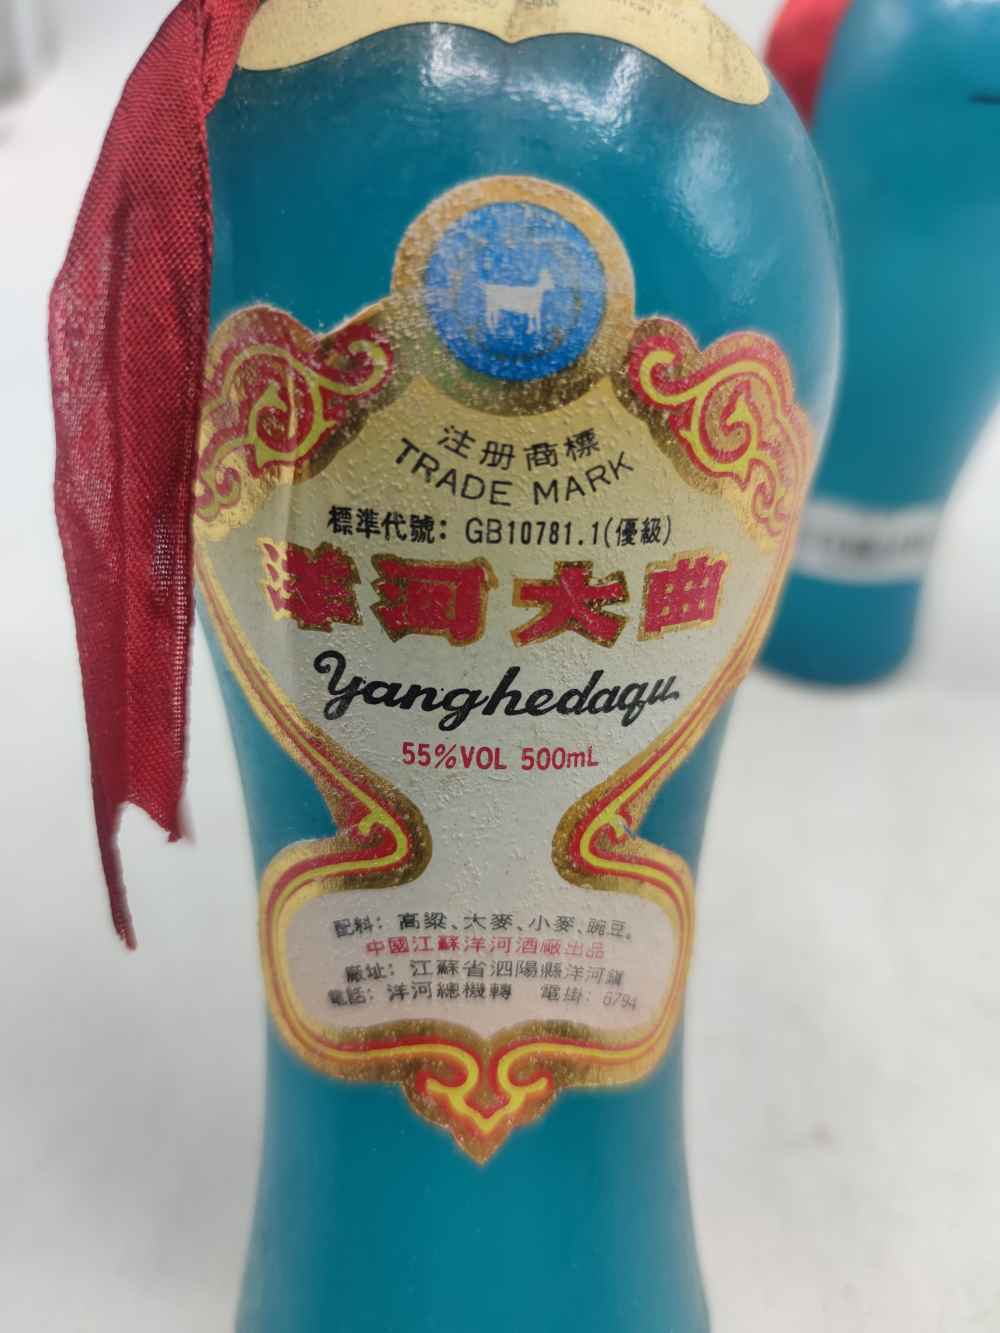 注册商標
TRADE MARK
標準代號：GB10781.1(優級)
洋河大曲
Yanghedaqu
55%VOL 500mL
配料：高粱、大麥、小麥、豌豆。
中國江蘇洋河酒廠出品
廠址：江蘇省泗陽縣洋河鎮
電話：洋河總機轉 電掛：6794